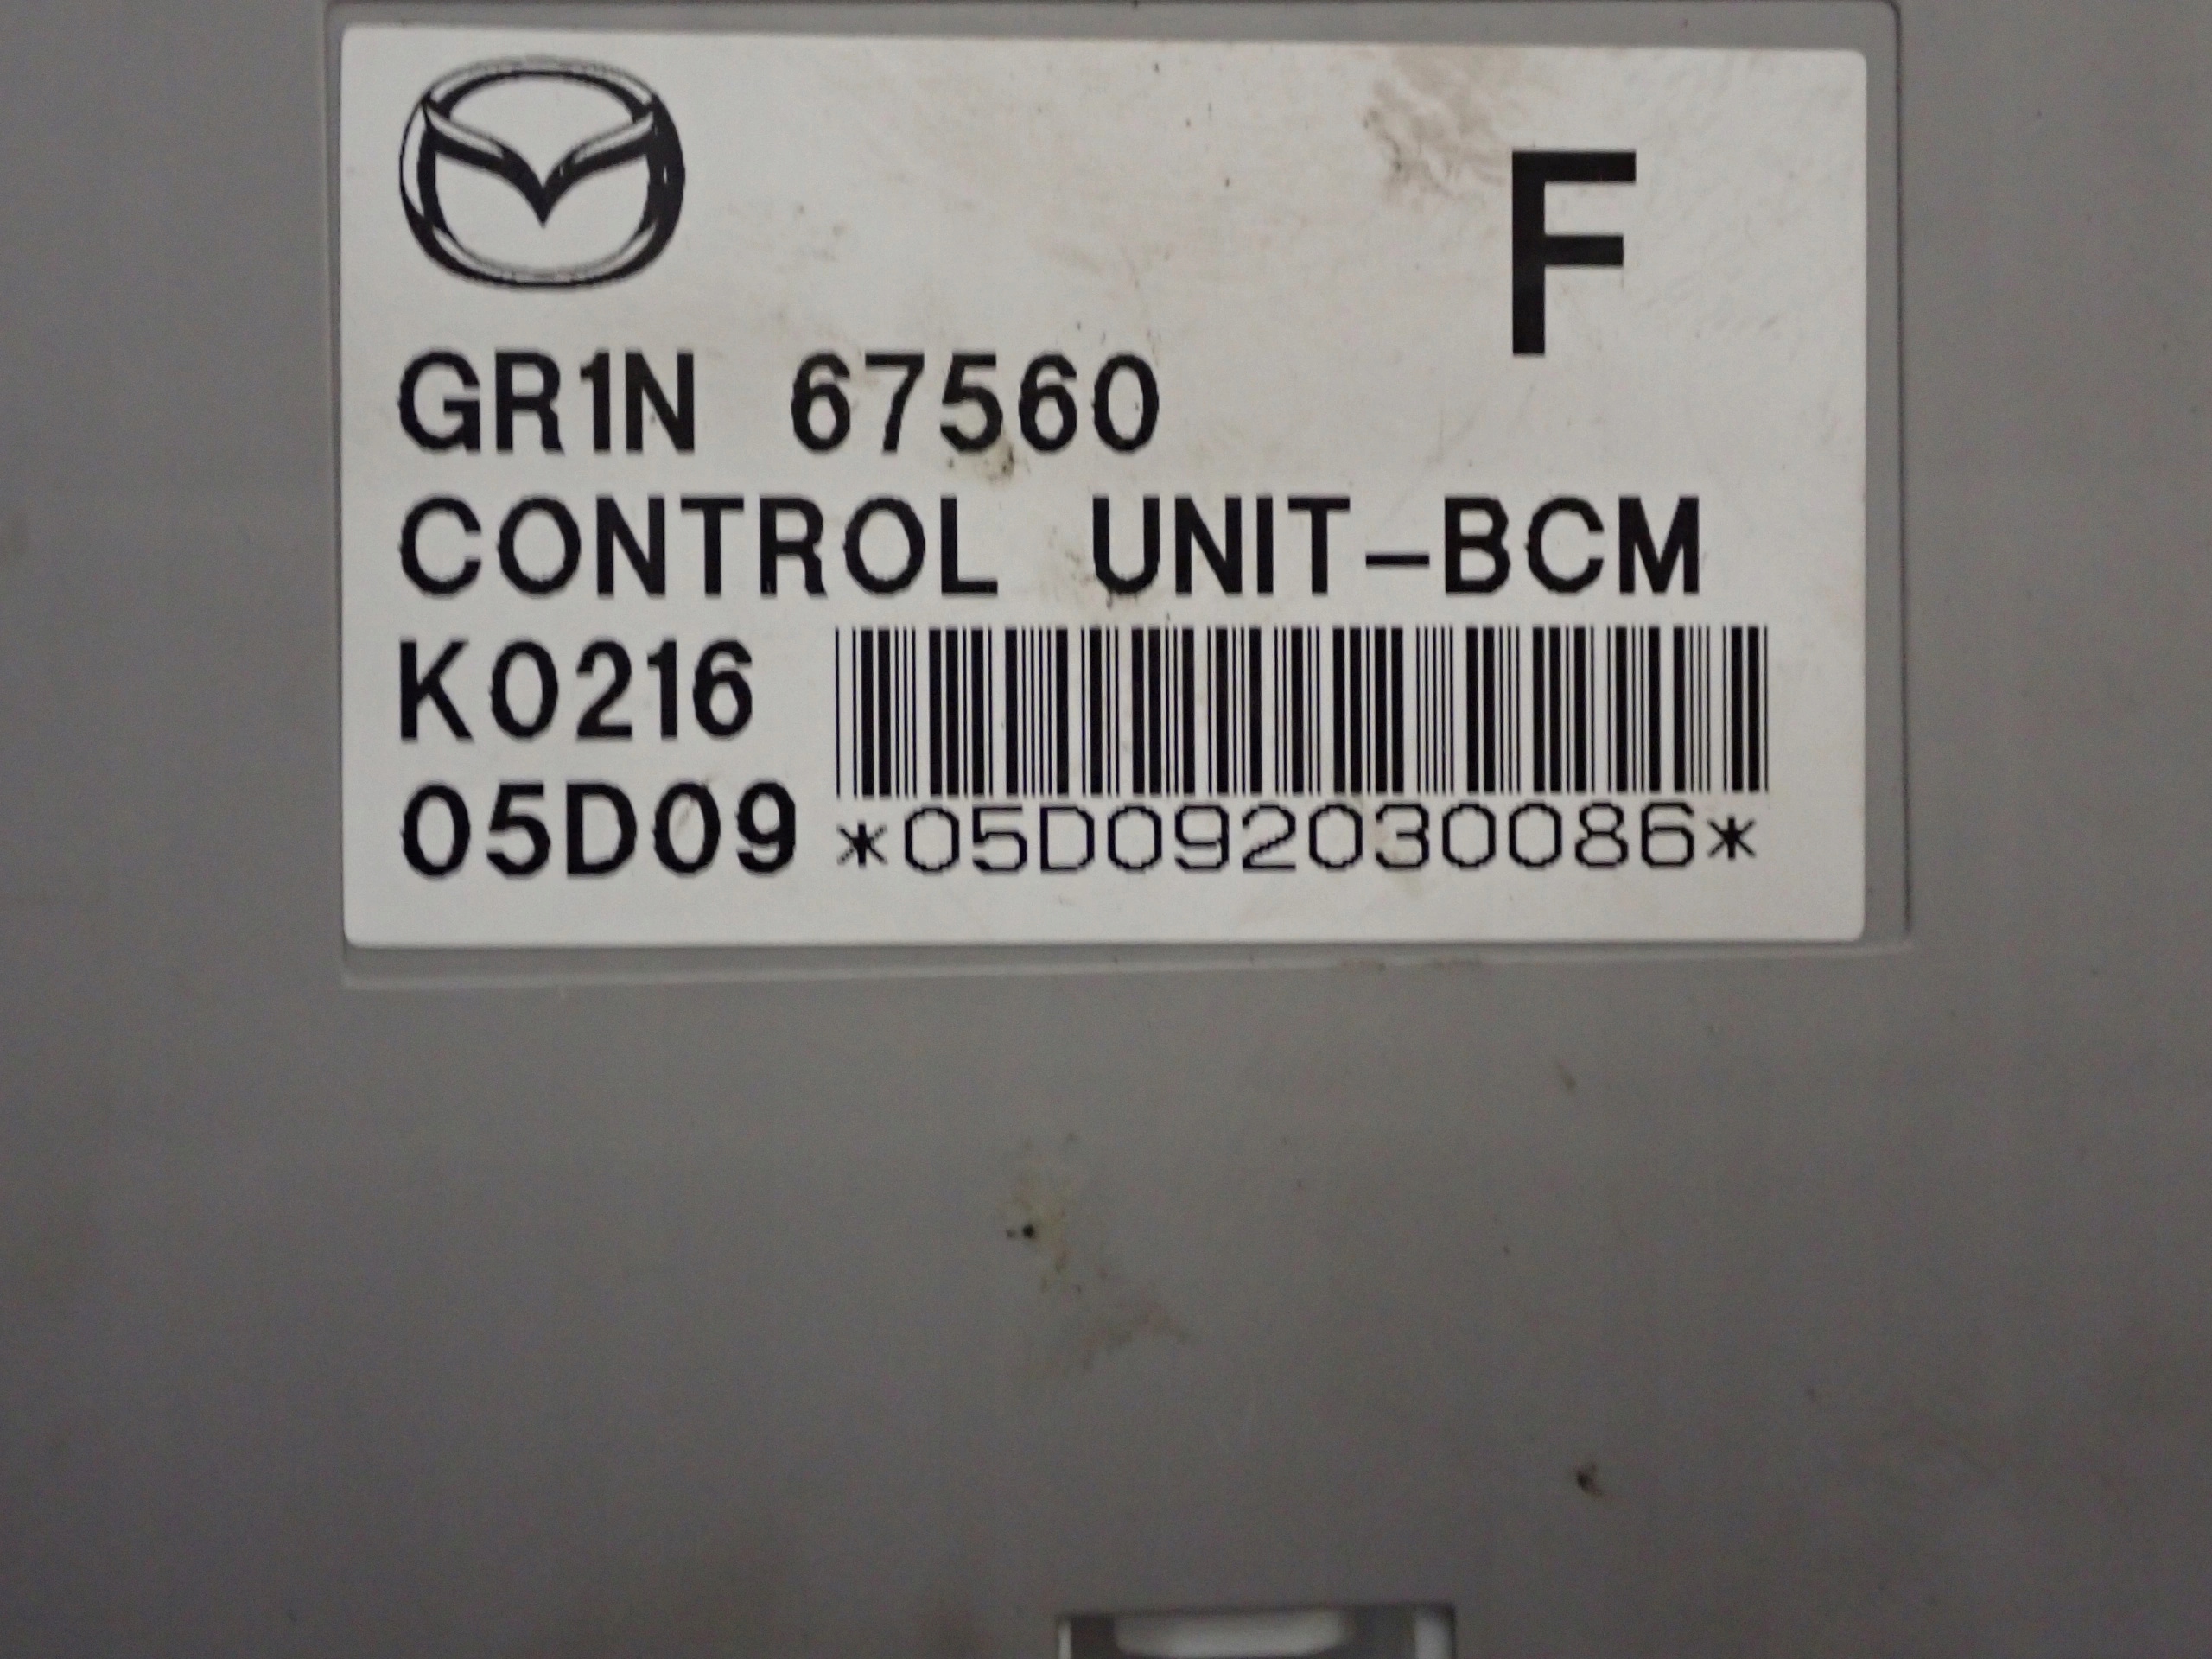 F
GR1N 67560
CONTROL UNIT-BCM
K0216
05D09 *05D092030086*